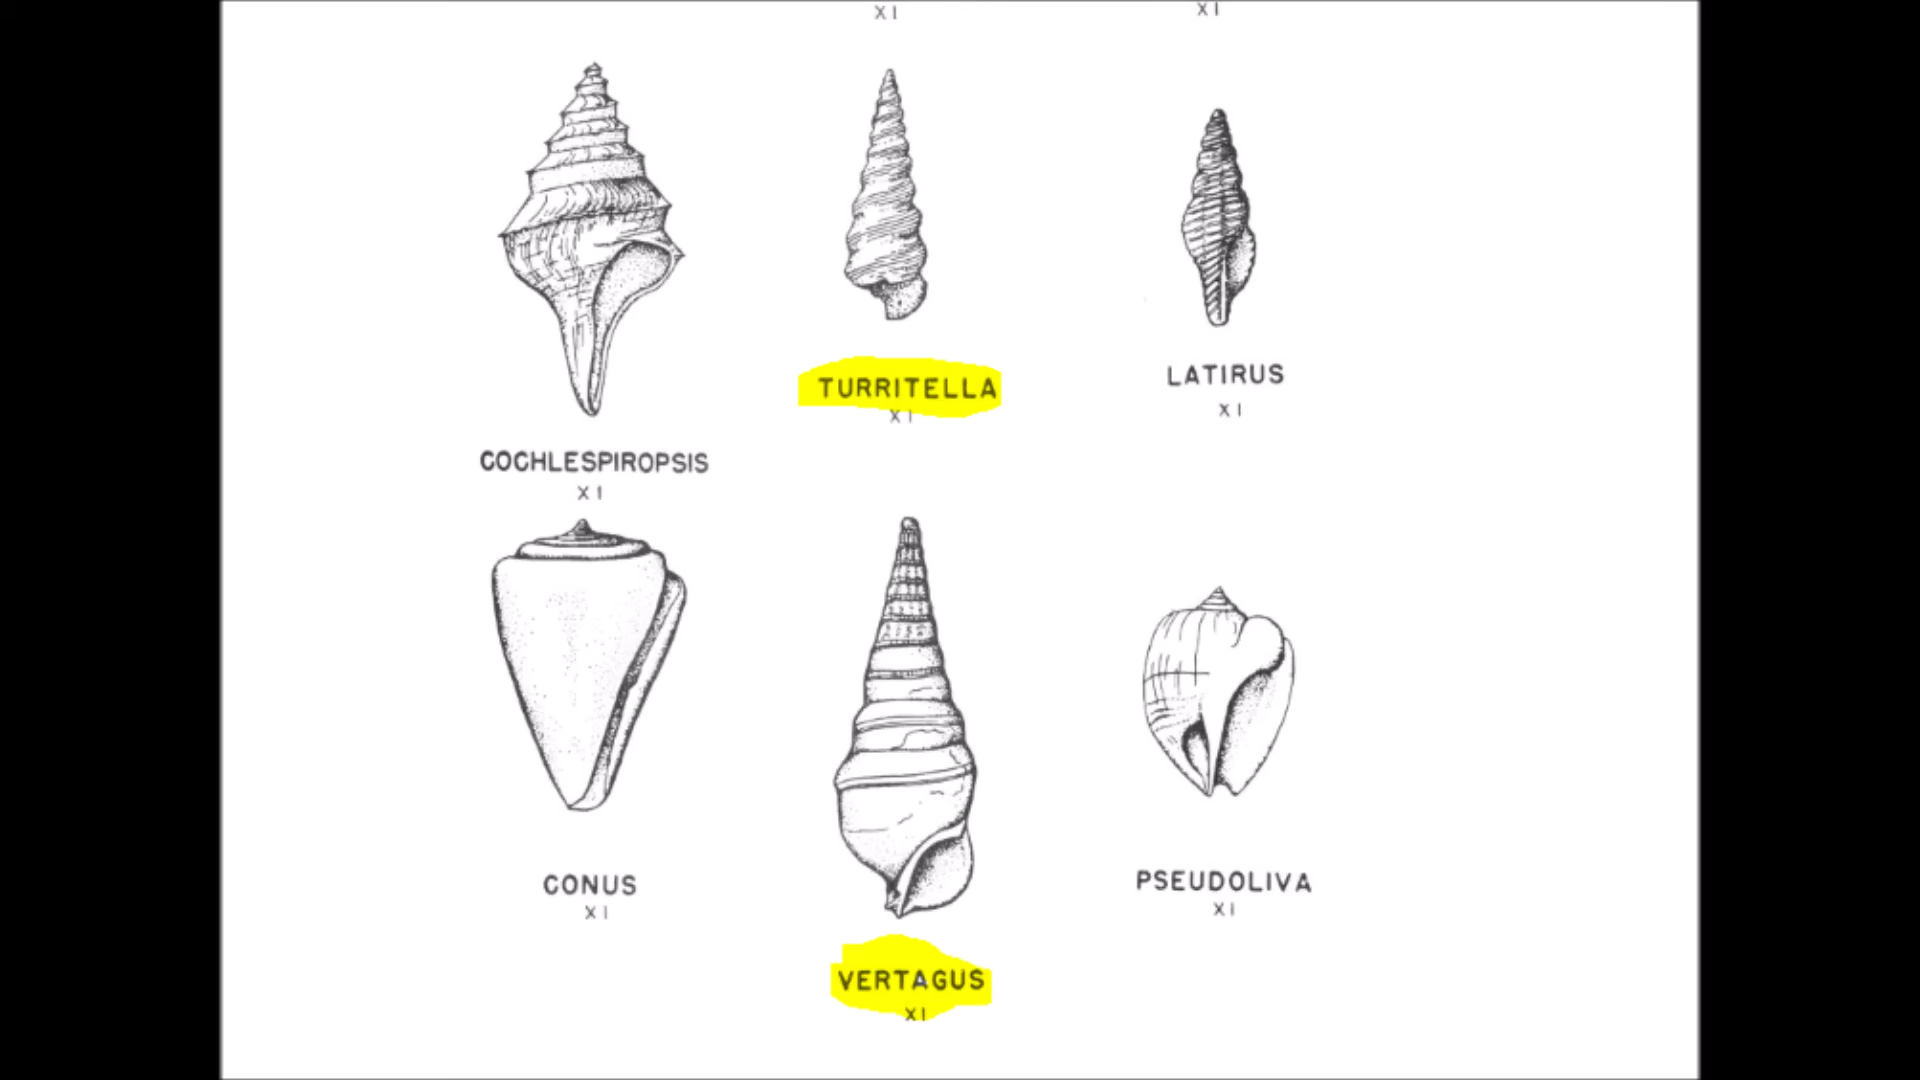 X1 X1
TURRITELLA
X1
LATIRUS
X1
COCHLESPIROPSIS
X1
CONUS
X1
PSEUDOLIVA
X1
VERTAGUS
X1